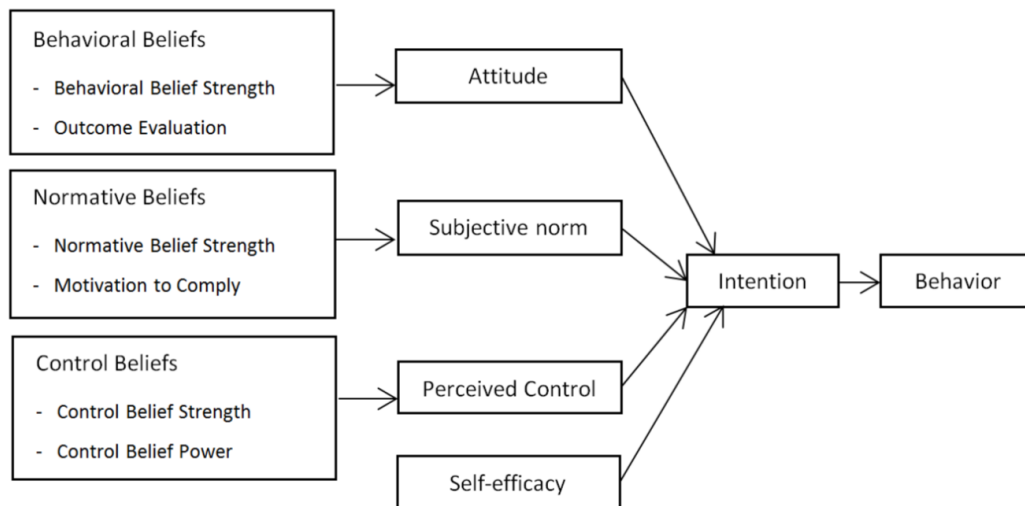 Behavioral Beliefs
- Behavioral Belief Strength
- Outcome Evaluation
Attitude
Normative Beliefs
- Normative Belief Strength
- Motivation to Comply
Subjective norm
Control Beliefs
- Control Belief Strength
- Control Belief Power
Perceived Control
Self-efficacy
Intention
Behavior